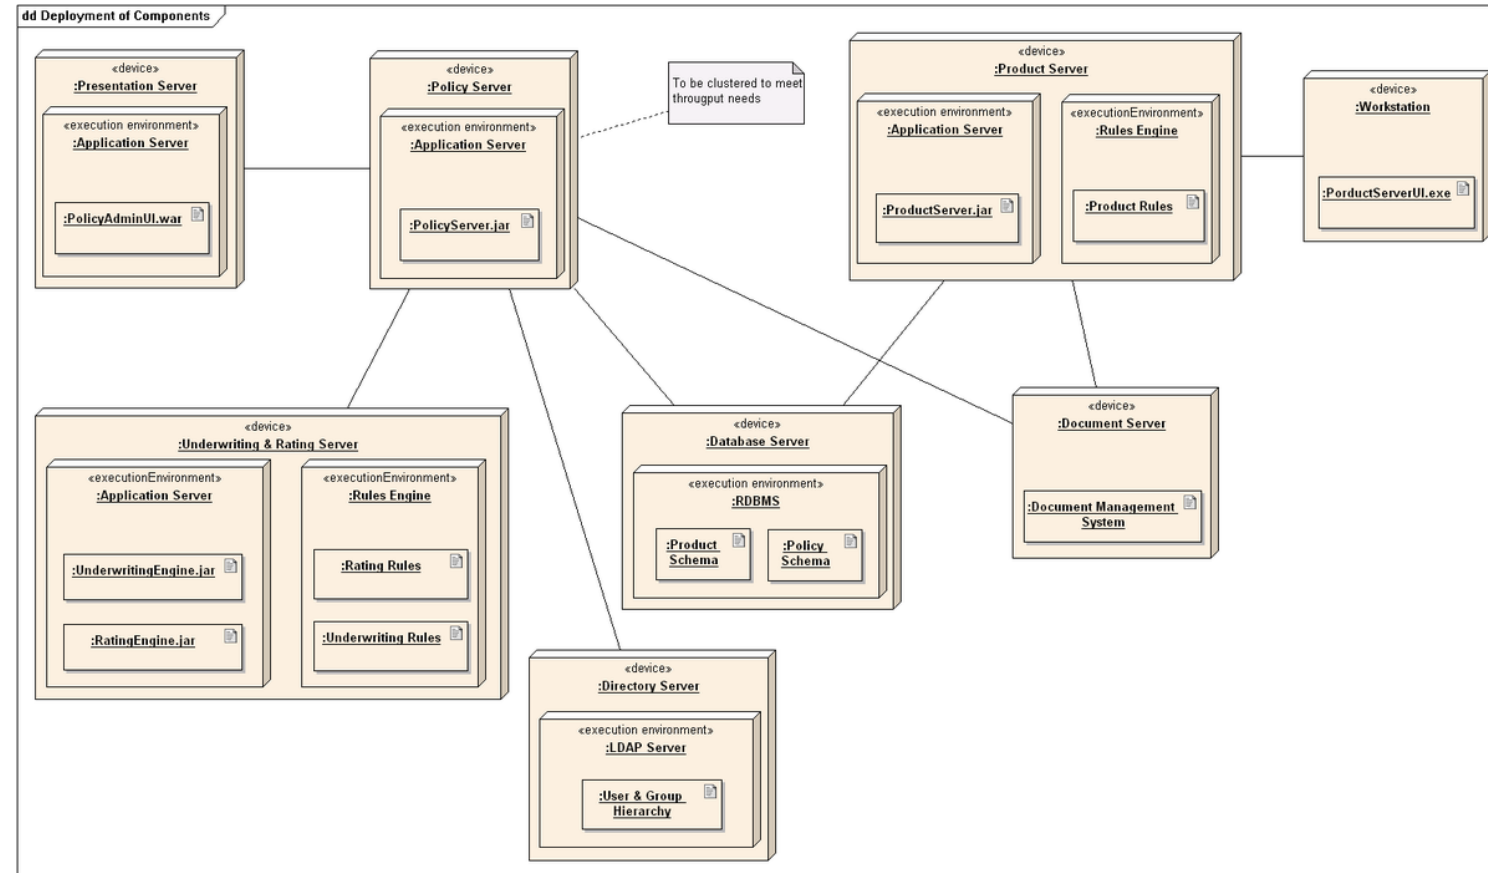 dd Deployment of Components
«device»
:Presentation Server
«execution environment»
:Application Server
:PolicyAdminUI.war
«device»
:Policy Server
«execution environment»
:Application Server
:PolicyServer.jar
To be clustered to meet
througput needs
«device»
:Product Server
«execution environment»
:Application Server
:ProductServer.jar
«executionEnvironment»
:Rules Engine
:Product Rules
«device»
:Workstation
:PorductServerUI.exe
«device»
:Underwriting & Rating Server
«executionEnvironment»
:Application Server
:UnderwritingEngine.jar
:RatingEngine.jar
«executionEnvironment»
:Rules Engine
:Rating Rules
:Underwriting Rules
«device»
:Database Server
«execution environment»
:RDBMS
:Product
Schema
:Policy
Schema
«device»
:Document Server
:Document Management
System
«device»
:Directory Server
«execution environment»
:LDAP Server
:User & Group
Hierarchy